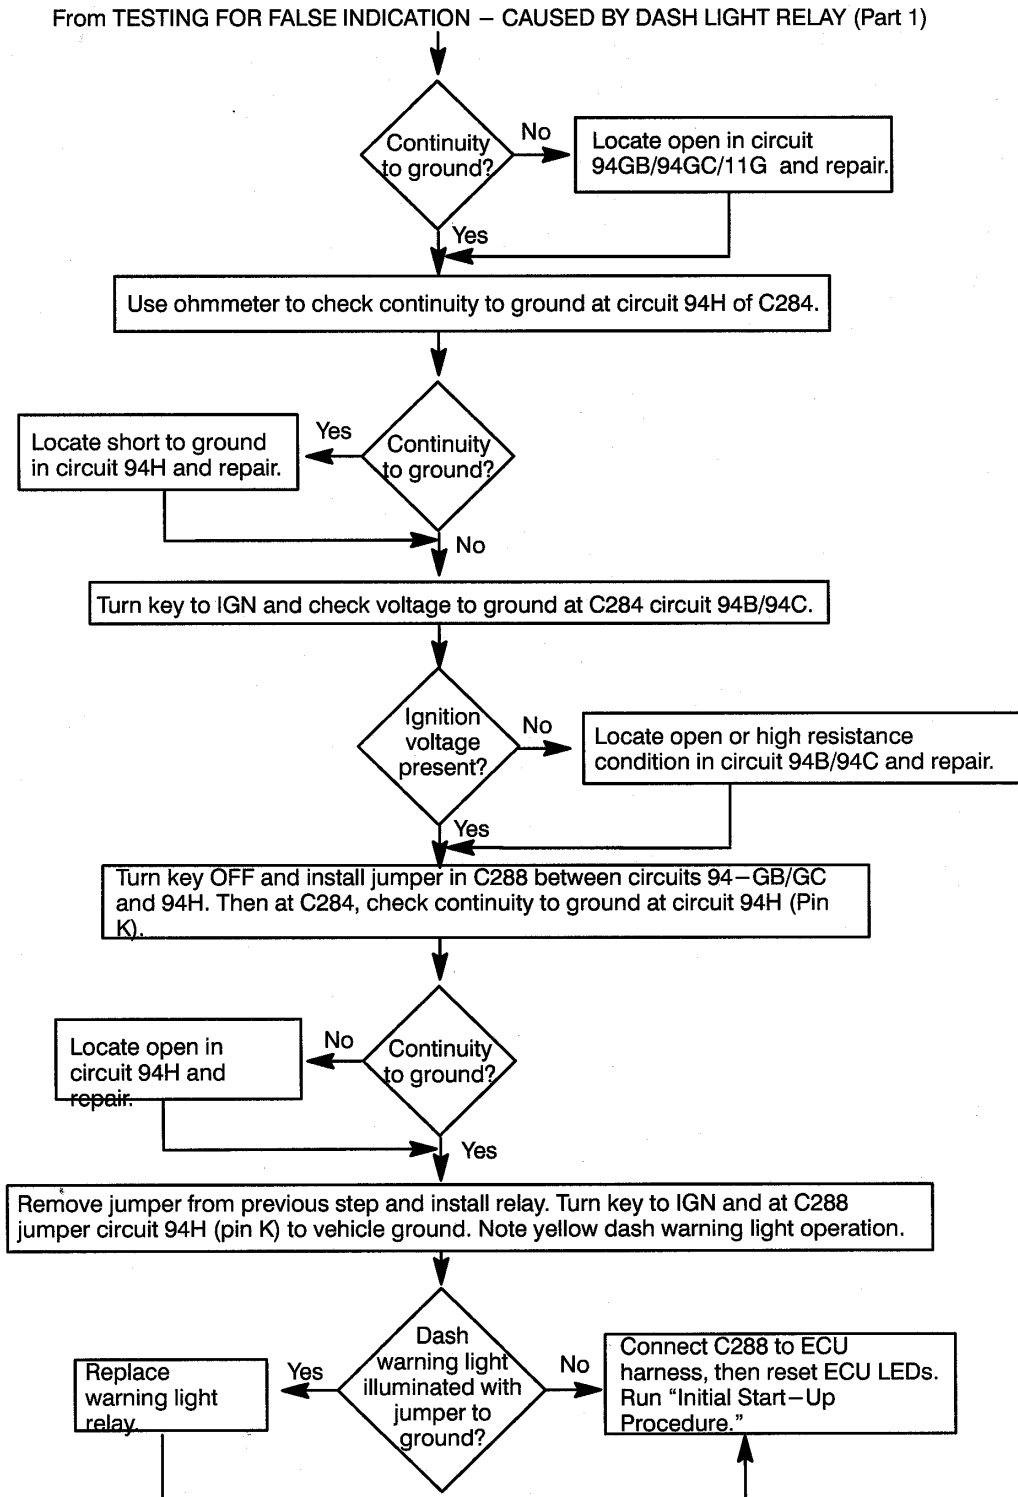 From TESTING FOR FALSE INDICATION – CAUSED BY DASH LIGHT RELAY (Part 1)
Continuity
to ground?
No
Locate open in circuit
94GB/94GC/11G and repair.
Yes
Use ohmmeter to check continuity to ground at circuit 94H of C284.
Continuity
to ground?
Yes
Locate short to ground
in circuit 94H and repair.
No
Turn key to IGN and check voltage to ground at C284 circuit 94B/94C.
Ignition
voltage
present?
No
Locate open or high resistance
condition in circuit 94B/94C and repair.
Yes
Turn key OFF and install jumper in C288 between circuits 94–GB/GC
and 94H. Then at C284, check continuity to ground at circuit 94H (Pin
K).
Continuity
to ground?
No
Locate open in
circuit 94H and
repair.
Yes
Remove jumper from previous step and install relay. Turn key to IGN and at C288
jumper circuit 94H (pin K) to vehicle ground. Note yellow dash warning light operation.
Dash
warning light
illuminated with
jumper to
ground?
Yes
Replace
warning light
relay.
No
Connect C288 to ECU
harness, then reset ECU LEDs.
Run “Initial Start–Up
Procedure.”